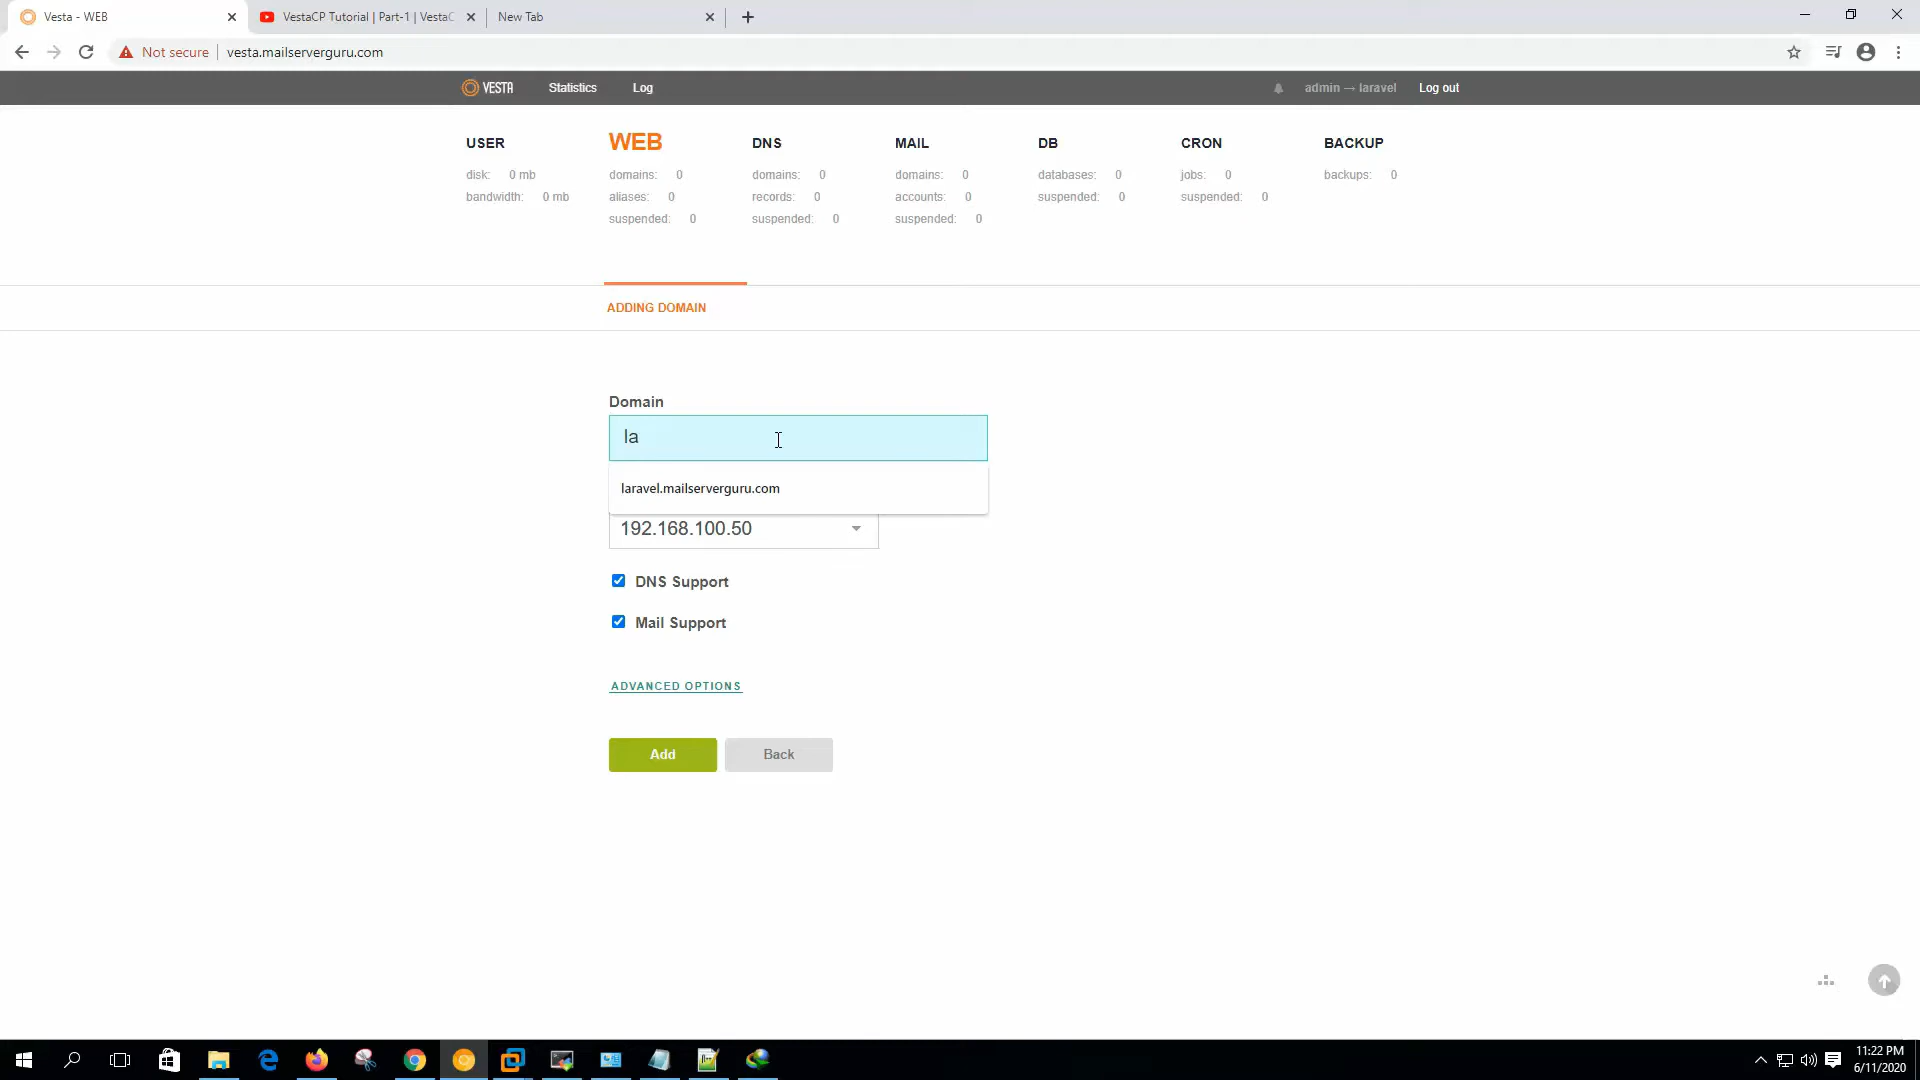 Vesta - WEB
VestaCP Tutorial | Part-1 | VestaC
New Tab
Not secure
vesta.mailserverguru.com
VESTA
Statistics
Log
admin → laravel
Log out
USER
disk: 0 mb
bandwidth: 0 mb
WEB
domains: 0
aliases: 0
suspended: 0
DNS
domains: 0
records: 0
suspended: 0
MAIL
domains: 0
accounts: 0
suspended: 0
DB
databases: 0
suspended: 0
CRON
jobs: 0
suspended: 0
BACKUP
backups: 0
ADDING DOMAIN
Domain
la
laravel.mailserverguru.com
192.168.100.50
DNS Support
Mail Support
ADVANCED OPTIONS
Add
Back
11:22 PM
6/11/2020